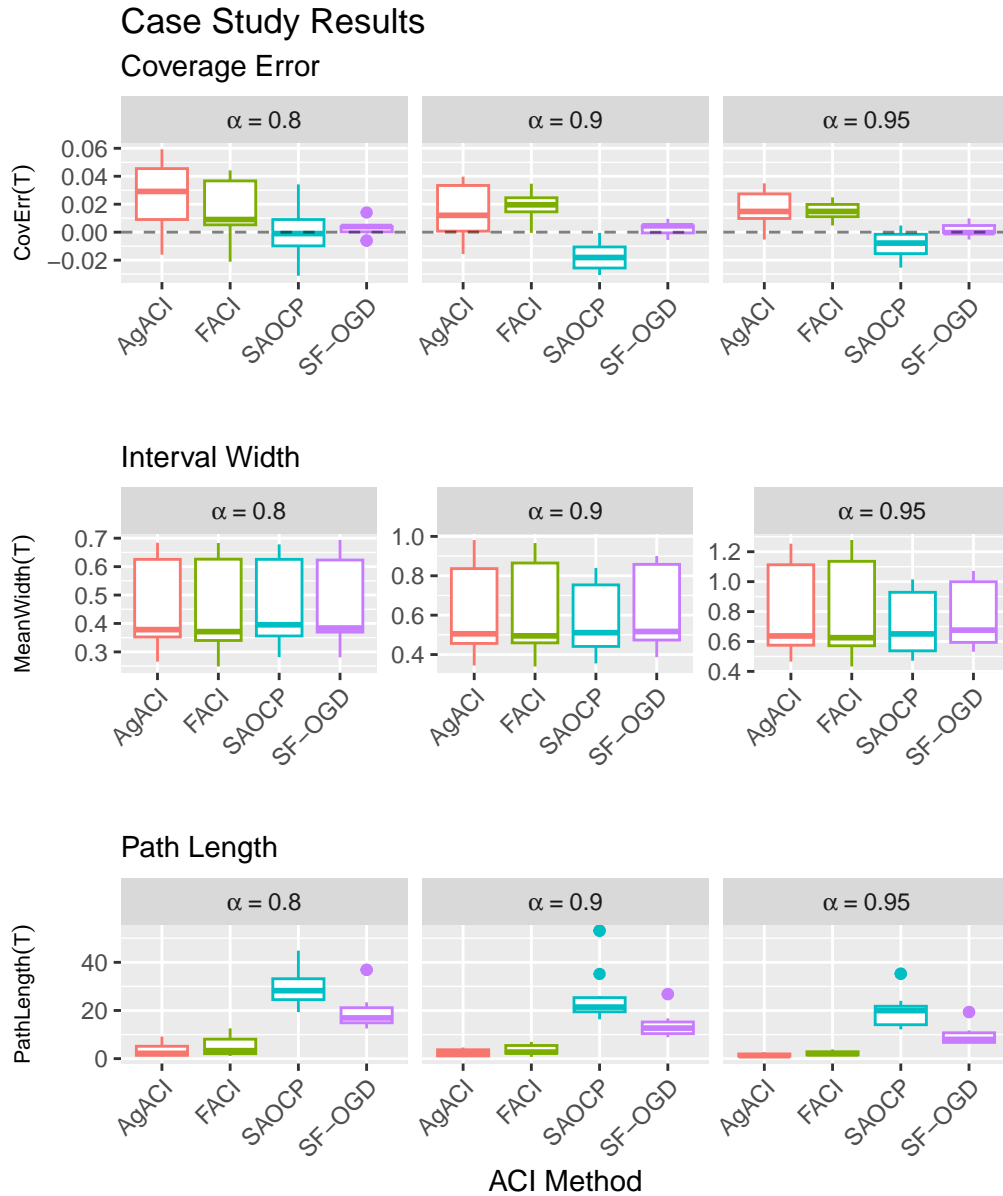 Case Study Results
Coverage Error
α = 0.8 α = 0.9 α = 0.95
CovErr(T)
0.06
0.04
0.02
0.00
−0.02
AgACI FACI SAOCP SF−OGD AgACI FACI SAOCP SF−OGD AgACI FACI SAOCP SF−OGD
Interval Width
α = 0.8 α = 0.9 α = 0.95
MeanWidth(T)
0.7
0.6
0.5
0.4
0.3
1.0
0.8
0.6
0.4
1.2
1.0
0.8
0.6
0.4
AgACI FACI SAOCP SF−OGD AgACI FACI SAOCP SF−OGD AgACI FACI SAOCP SF−OGD
Path Length
α = 0.8 α = 0.9 α = 0.95
PathLength(T)
40
20
0
AgACI FACI SAOCP SF−OGD AgACI FACI SAOCP SF−OGD AgACI FACI SAOCP SF−OGD
ACI Method